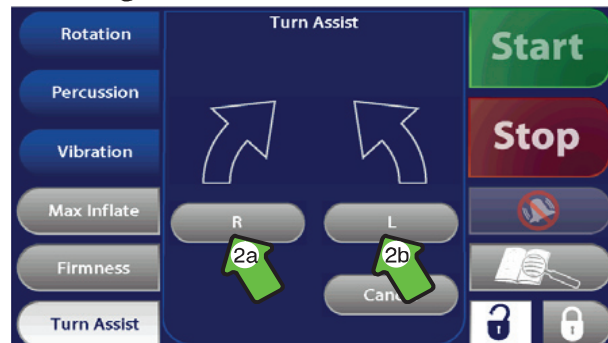 Turn Assist
Rotation
Percussion
Vibration
Max Inflate
Firmness
Turn Assist
R
L
2a
2b
Start
Stop